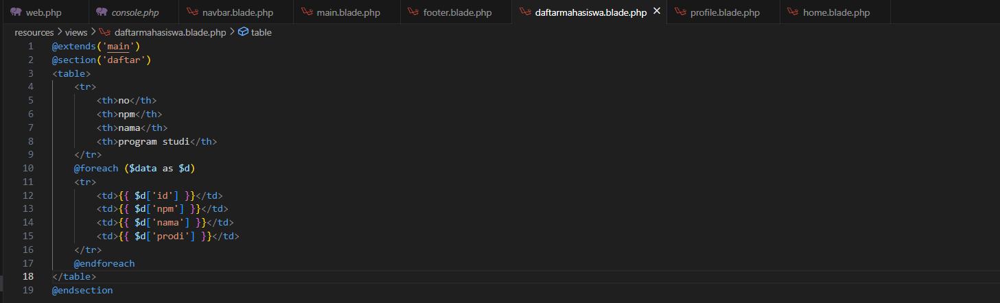 web.php console.php navbar.blade.php main.blade.php footer.blade.php daftarmahasiswa.blade.php profile.blade.php home.blade.php
resources > views > daftarmahasiswa.blade.php > table
1 @extends('main')
2 @section('daftar')
3 <table>
4     <tr>
5         <th>no</th>
6         <th>npm</th>
7         <th>nama</th>
8         <th>program studi</th>
9     </tr>
10     @foreach ($data as $d)
11     <tr>
12         <td>{{ $d['id'] }}</td>
13         <td>{{ $d['npm'] }}</td>
14         <td>{{ $d['nama'] }}</td>
15         <td>{{ $d['prodi'] }}</td>
16     </tr>
17     @endforeach
18 </table>
19 @endsection